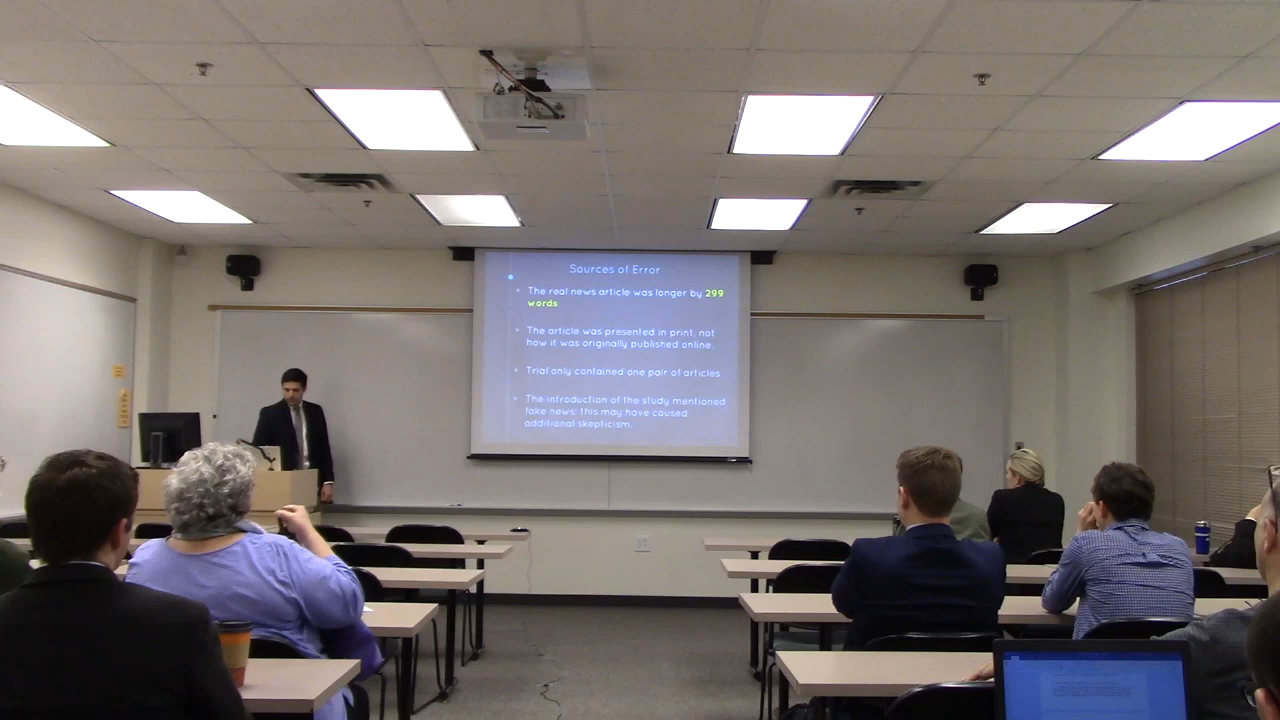 Sources of Error
The real news article was longer by 299
words
The article was presented in print, not
how it was originally published online.
Trial only contained one pair of articles
The introduction of the study mentioned
fake news; this may have caused
additional skepticism.